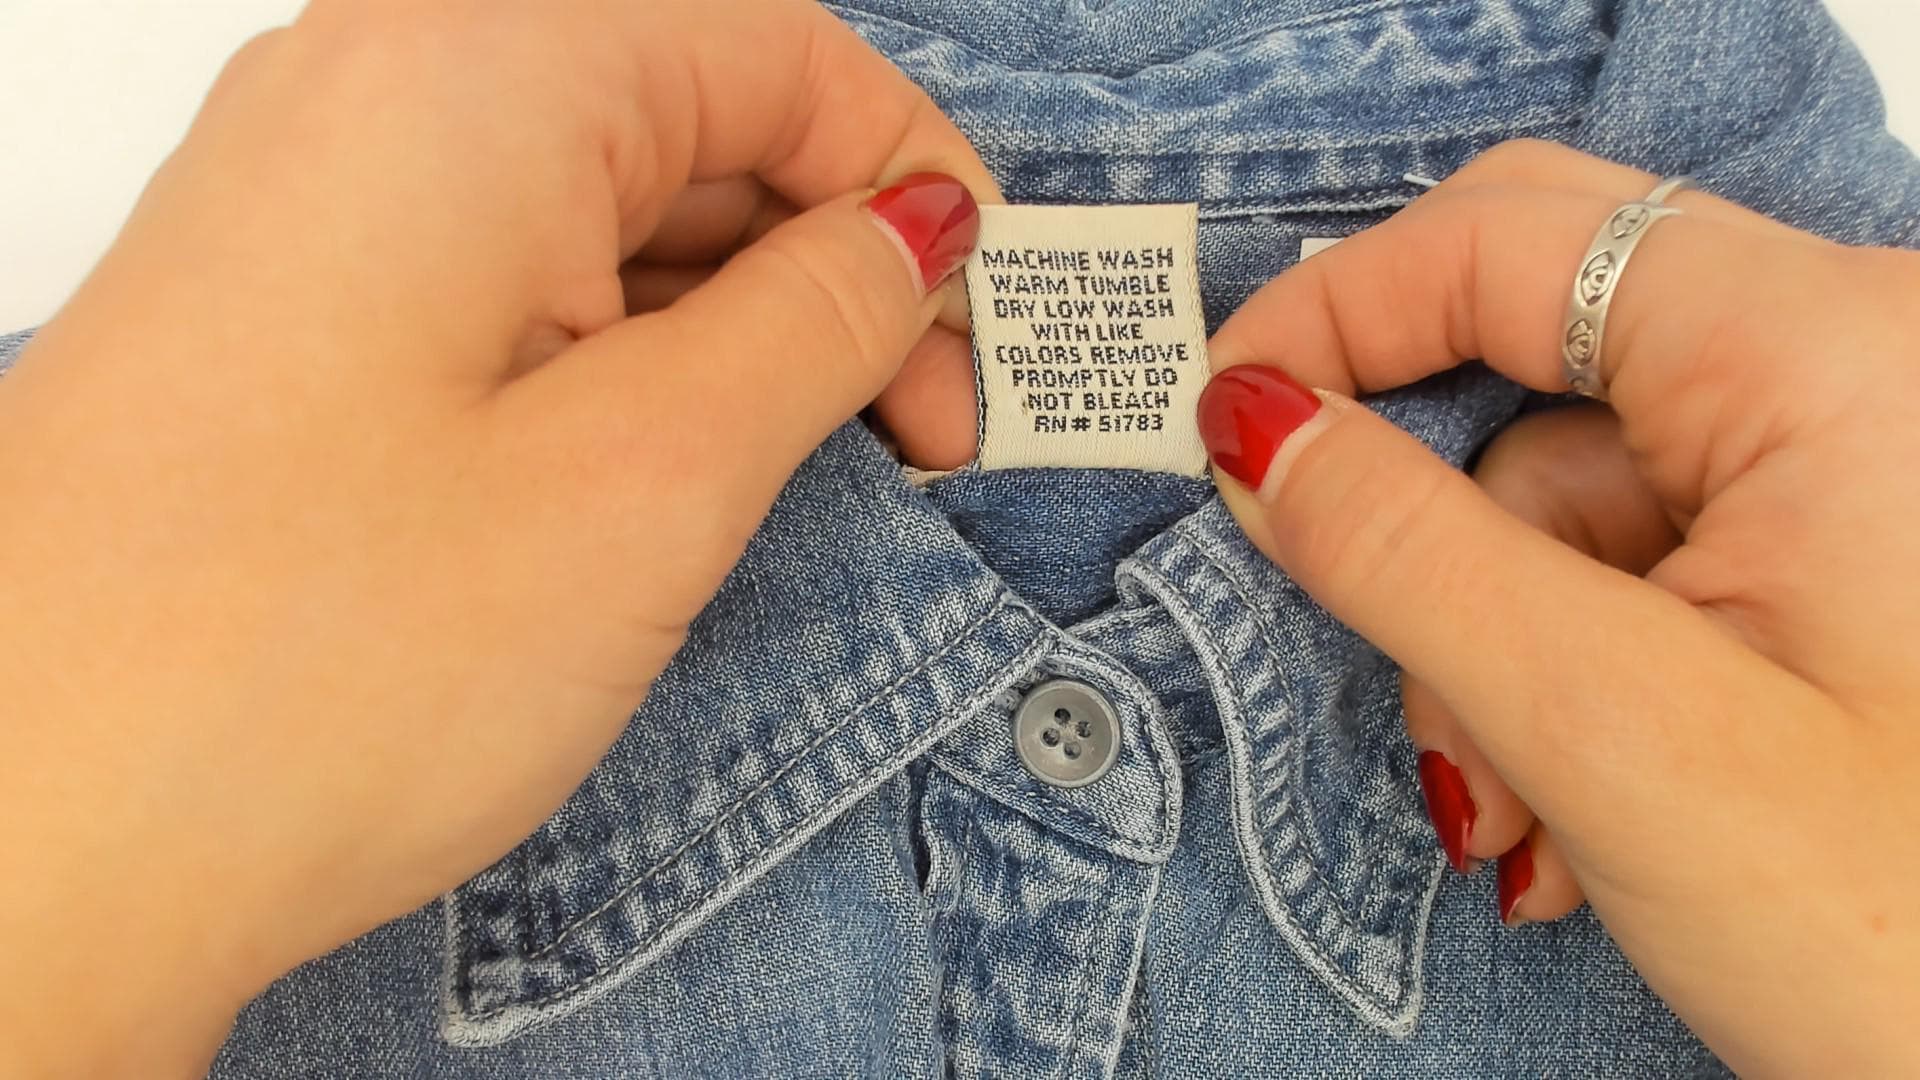 MACHINE WASH
WARM TUMBLE
DRY LOW WASH
WITH LIKE
COLORS REMOVE
PROMPTLY DO
NOT BLEACH
RN# 51783